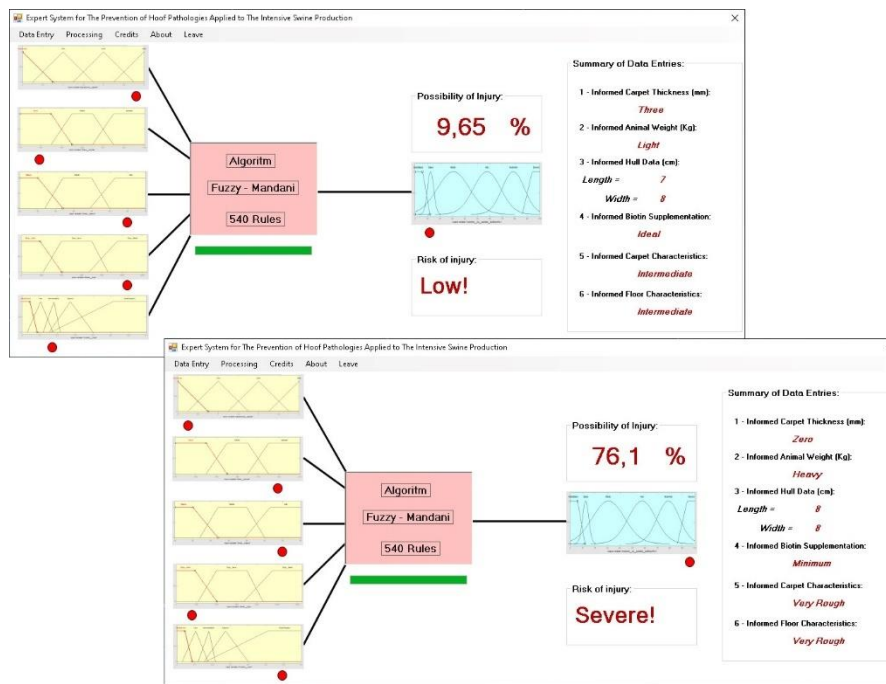 Expert System for The Prevention of Hoof Pathologies Applied to The Intensive Swine Production
Data Entry Processing Credits About Leave
Algoritm
Fuzzy - Mandani
540 Rules
Possibility of Injury:
9,65 %
Risk of injury:
Low!
Summary of Data Entries:
1 - Informed Carpet Thickness (mm):
Three
2 - Informed Animal Weight (Kg):
Light
3 - Informed Hull Data (cm):
Length = 7
Width = 8
4 - Informed Biotin Supplementation:
Ideal
5 - Informed Carpet Characteristics:
Intermediate
6 - Informed Floor Characteristics:
Intermediate
Expert System for The Prevention of Hoof Pathologies Applied to The Intensive Swine Production
Data Entry Processing Credits About Leave
Algoritm
Fuzzy - Mandani
540 Rules
Possibility of Injury:
76,1 %
Risk of injury:
Severe!
Summary of Data Entries:
1 - Informed Carpet Thickness (mm):
Zero
2 - Informed Animal Weight (Kg):
Heavy
3 - Informed Hull Data (cm):
Length = 8
Width = 8
4 - Informed Biotin Supplementation:
Minimum
5 - Informed Carpet Characteristics:
Very Rough
6 - Informed Floor Characteristics:
Very Rough